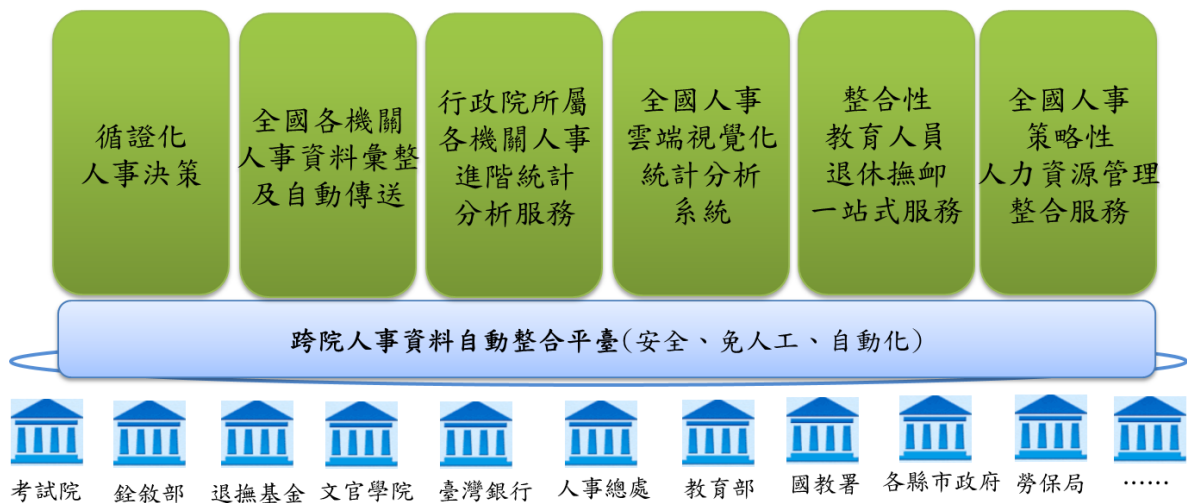 循證化
人事決策
全國各機關
人事資料彙整
及自動傳送
行政院所屬
各機關人事
進階統計
分析服務
全國人事
雲端視覺化
統計分析
系統
整合性
教育人員
退休撫卹
一站式服務
全國人事
策略性
人力資源管理
整合服務
跨院人事資料自動整合平臺(安全、免人工、自動化)
考試院
銓敘部
退撫基金
文官學院
臺灣銀行
人事總處
教育部
國教署
各縣市政府
勞保局
……